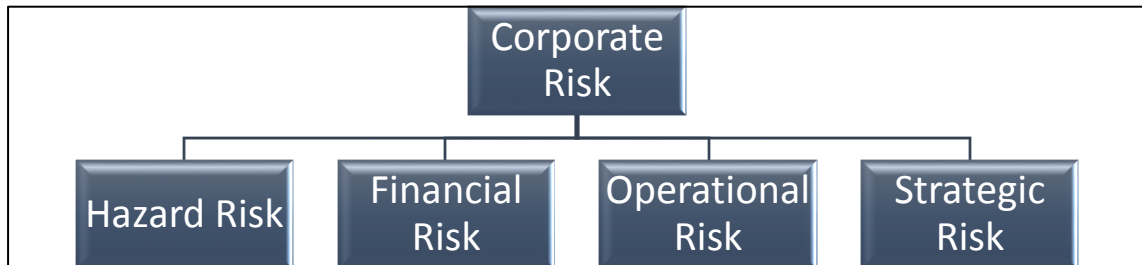 Corporate
Risk
Hazard Risk
Financial
Risk
Operational
Risk
Strategic
Risk